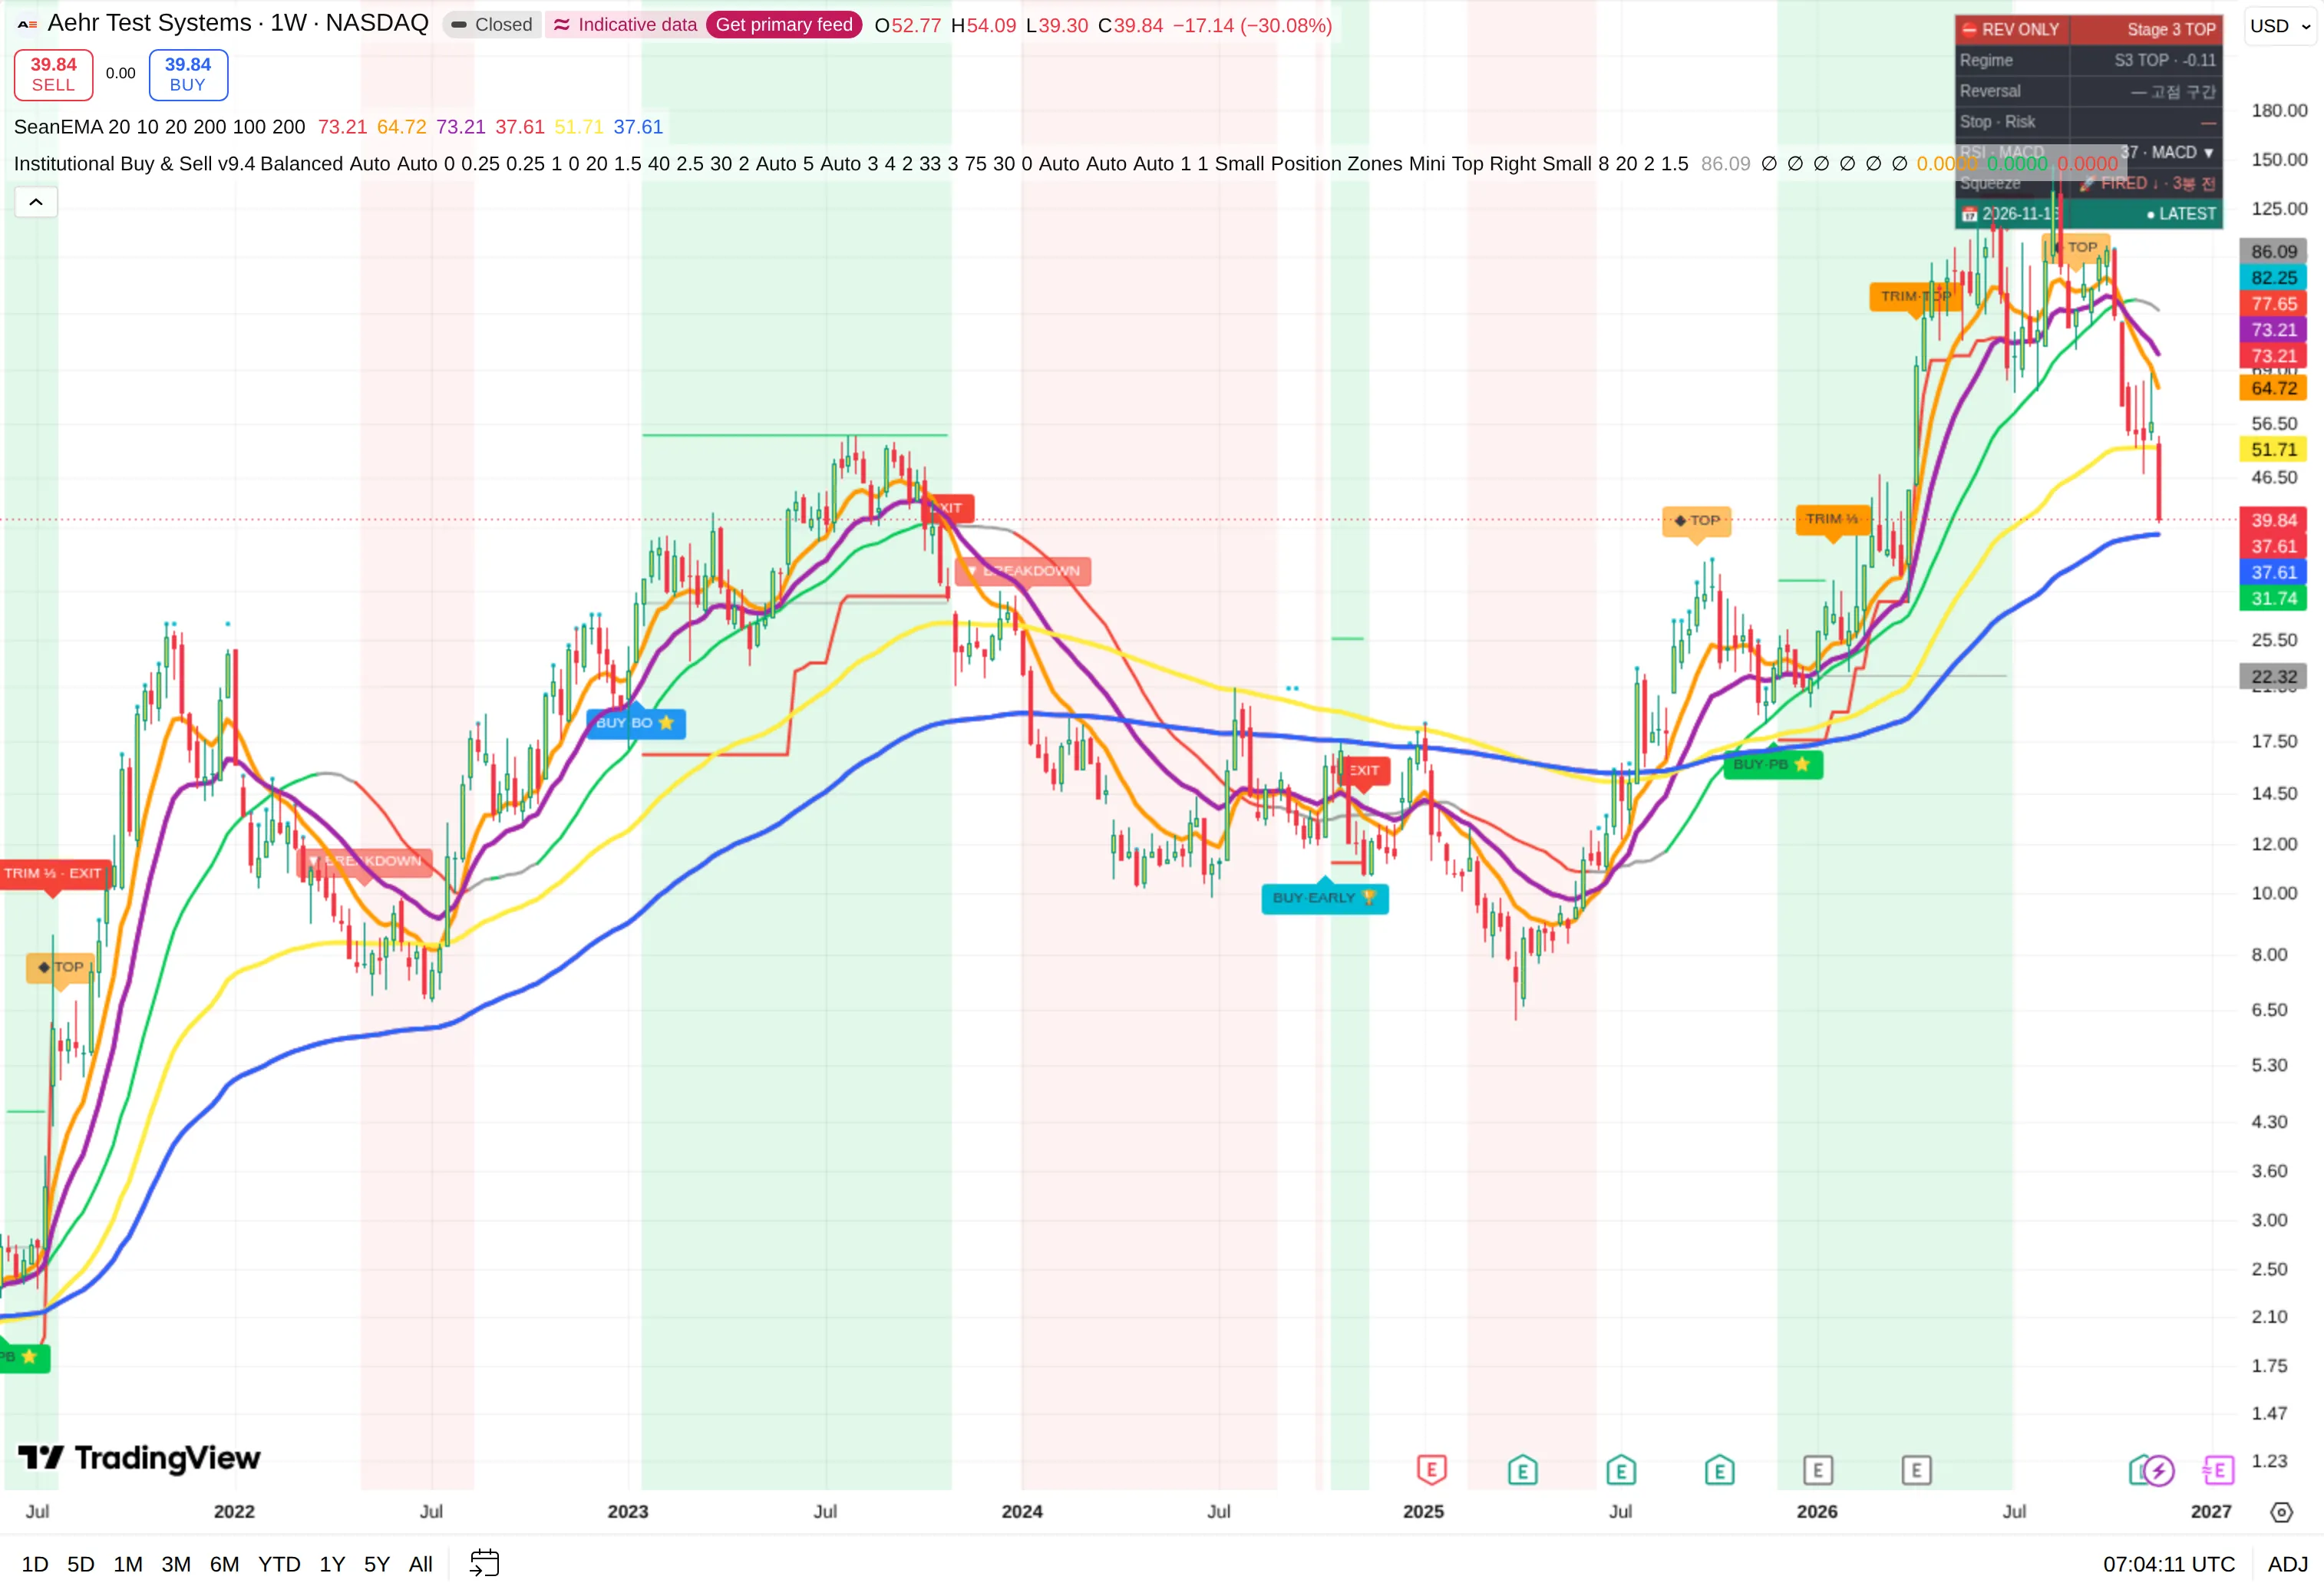 Aehr Test Systems · 1W · NASDAQ Closed Indicative data Get primary feed O52.77 H54.09 L39.30 C39.84 −17.14 (−30.08%)
USD
39.84
SELL
0.00
39.84
BUY
SeanEMA 20 10 20 200 100 200 73.21 64.72 73.21 37.61 51.71 37.61
Institutional Buy & Sell v9.4 Balanced Auto Auto 0 0.25 0.25 1 0 20 1.5 40 2.5 30 2 Auto 5 Auto 3 4 2 33 3 75 30 0 Auto Auto Auto 1 1 Small Position Zones Mini Top Right Small 8 20 2 1.5 86.09 ∅ ∅ ∅ ∅ ∅ ∅ 0.0000 0.0000 0.0000
⛔ REV ONLY Stage 3 TOP
Regime S3 TOP · -0.11
Reversal — 고점 구간
Stop · Risk —
RSI · MACD 37 · MACD ▼
Squeeze 🚀 FIRED ↓ · 3봉 전
● LATEST
180.00
150.00
125.00
86.09
82.25
77.65
73.21
73.21
69.00
64.72
56.50
51.71
46.50
39.84
37.61
37.61
31.74
25.50
22.32
17.50
14.50
12.00
10.00
8.00
6.50
5.30
4.30
3.60
3.00
2.50
2.10
1.75
1.47
1.23
TRIM ⅓ · EXIT
◆ TOP
PB ⭐
▼ BREAKDOWN
BUY BO ⭐
EXIT
▼ BREAKDOWN
BUY·EARLY 🏆
EXIT
◆ TOP
BUY·PB ⭐
TRIM ⅓
TRIM·TOP
TOP
TradingView
E E E E E E E
Jul 2022 Jul 2023 Jul 2024 Jul 2025 Jul 2026 Jul 2027
1D 5D 1M 3M 6M YTD 1Y 5Y All
07:04:11 UTC ADJ